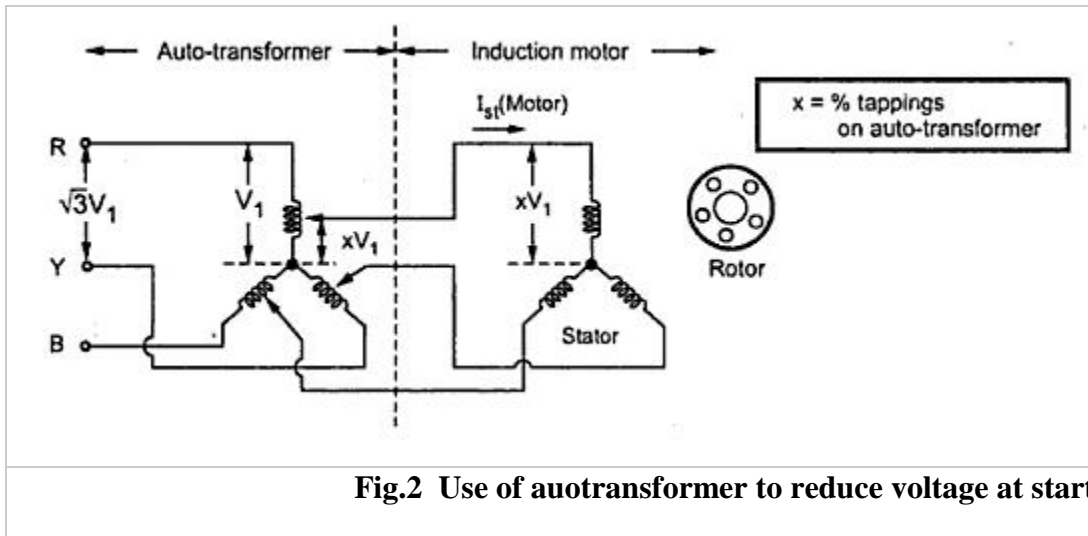 Auto-transformer
Induction motor
x = % tappings
on auto-transformer
I_st(Motor)
R
√3V₁
V₁
xV₁
xV₁
Y
B
Rotor
Stator
Fig.2 Use of auotransformer to reduce voltage at start